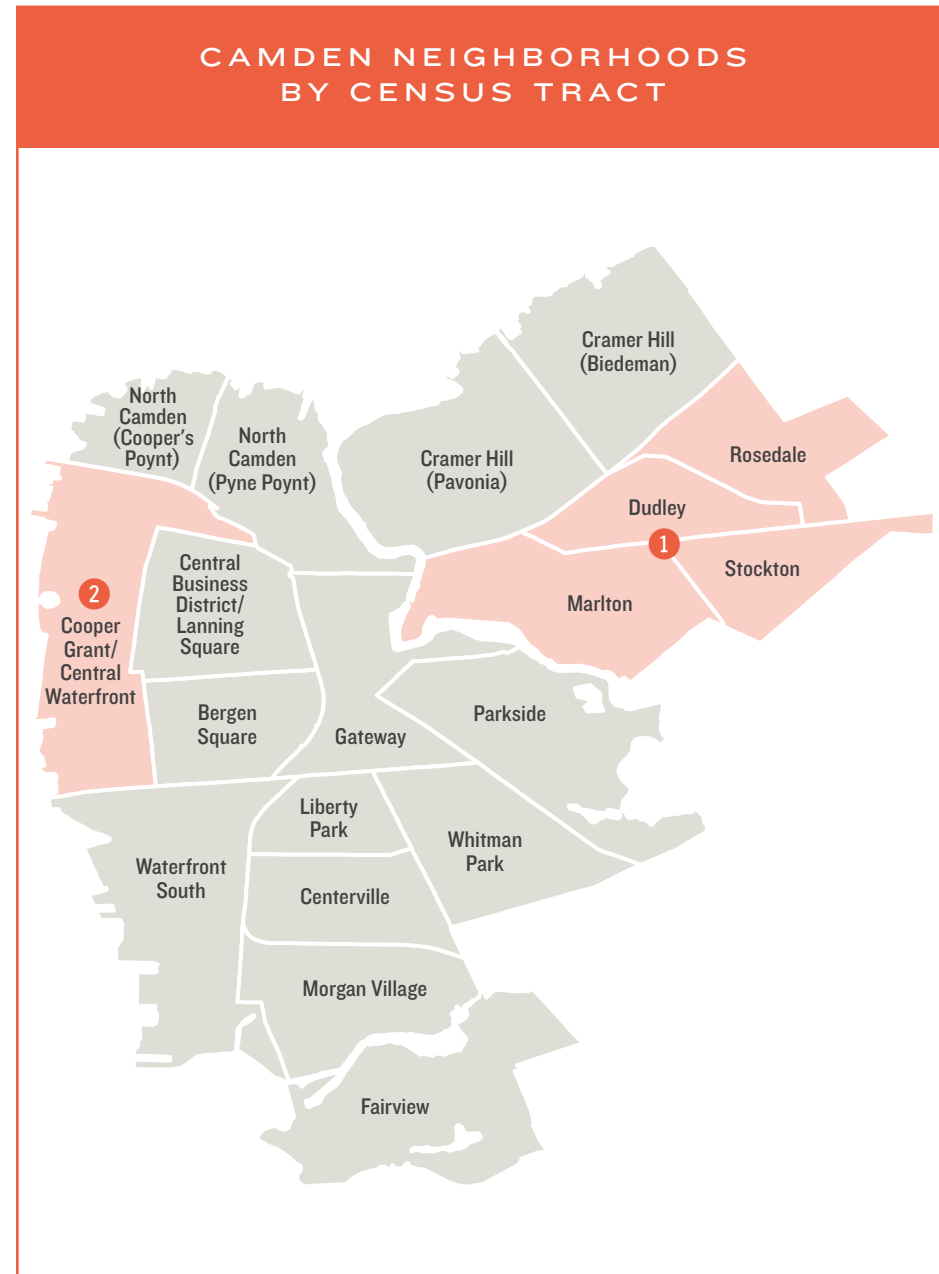 CAMDEN NEIGHBORHOODS
BY CENSUS TRACT
Cramer Hill
(Biedeman)
North
Camden
(Cooper's
Poynt)
North
Camden
(Pyne Poynt)
Cramer Hill
(Pavonia)
Rosedale
Dudley
1
Stockton
Marlton
Central
Business
District/
Lanning
Square
2
Cooper
Grant/
Central
Waterfront
Bergen
Square
Gateway
Parkside
Liberty
Park
Whitman
Park
Waterfront
South
Centerville
Morgan Village
Fairview